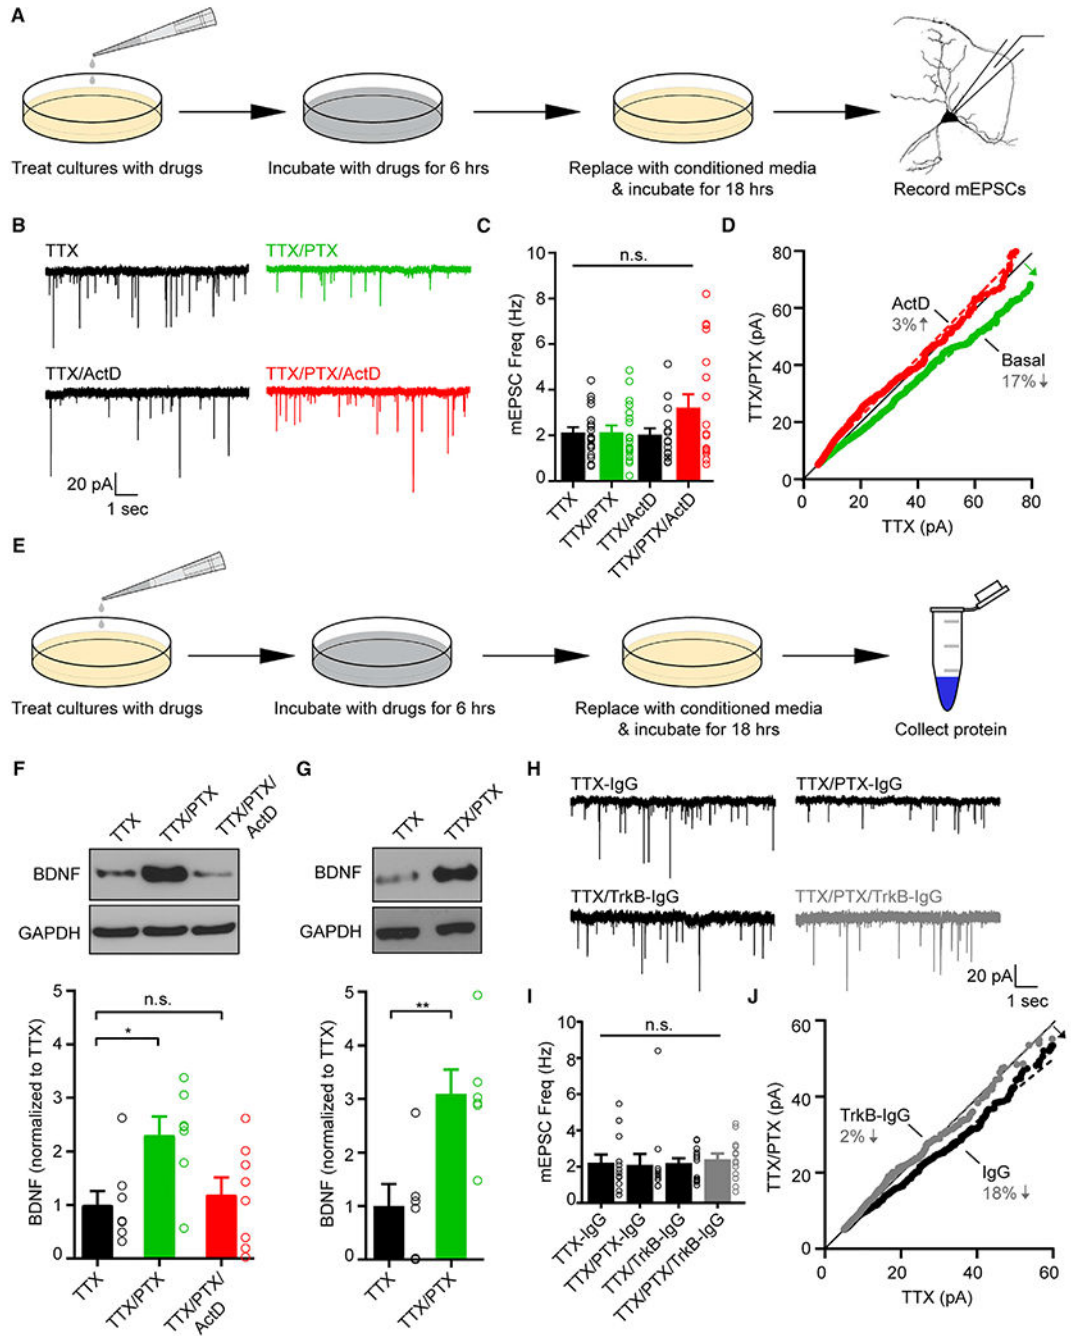 A
Treat cultures with drugs
Incubate with drugs for 6 hrs
Replace with conditioned media
& incubate for 18 hrs
Record mEPSCs
B
TTX
TTX/PTX
TTX/ActD
TTX/PTX/ActD
20 pA
1 sec
C
n.s.
mEPSC Freq (Hz)
10
8
6
4
2
0
TTX
TTX/PTX
TTX/ActD
TTX/PTX/ActD
D
TTX/PTX (pA)
80
60
40
20
0
ActD
3%↑
Basal
17%↓
0
20
40
60
80
TTX (pA)
E
Treat cultures with drugs
Incubate with drugs for 6 hrs
Replace with conditioned media
& incubate for 18 hrs
Collect protein
F
TTX
TTX/PTX
TTX/PTX/
ActD
BDNF
GAPDH
n.s.
*
BDNF (normalized to TTX)
5
4
3
2
1
0
TTX
TTX/PTX
TTX/PTX/
ActD
G
TTX
TTX/PTX
BDNF
GAPDH
**
BDNF (normalized to TTX)
5
4
3
2
1
0
TTX
TTX/PTX
H
TTX-IgG
TTX/PTX-IgG
TTX/TrkB-IgG
TTX/PTX/TrkB-IgG
20 pA
1 sec
I
n.s.
mEPSC Freq (Hz)
10
8
6
4
2
0
TTX-IgG
TTX/PTX-IgG
TTX/TrkB-IgG
TTX/PTX/TrkB-IgG
J
TTX/PTX (pA)
60
40
20
0
TrkB-IgG
2% ↓
IgG
18% ↓
0
20
40
60
TTX (pA)